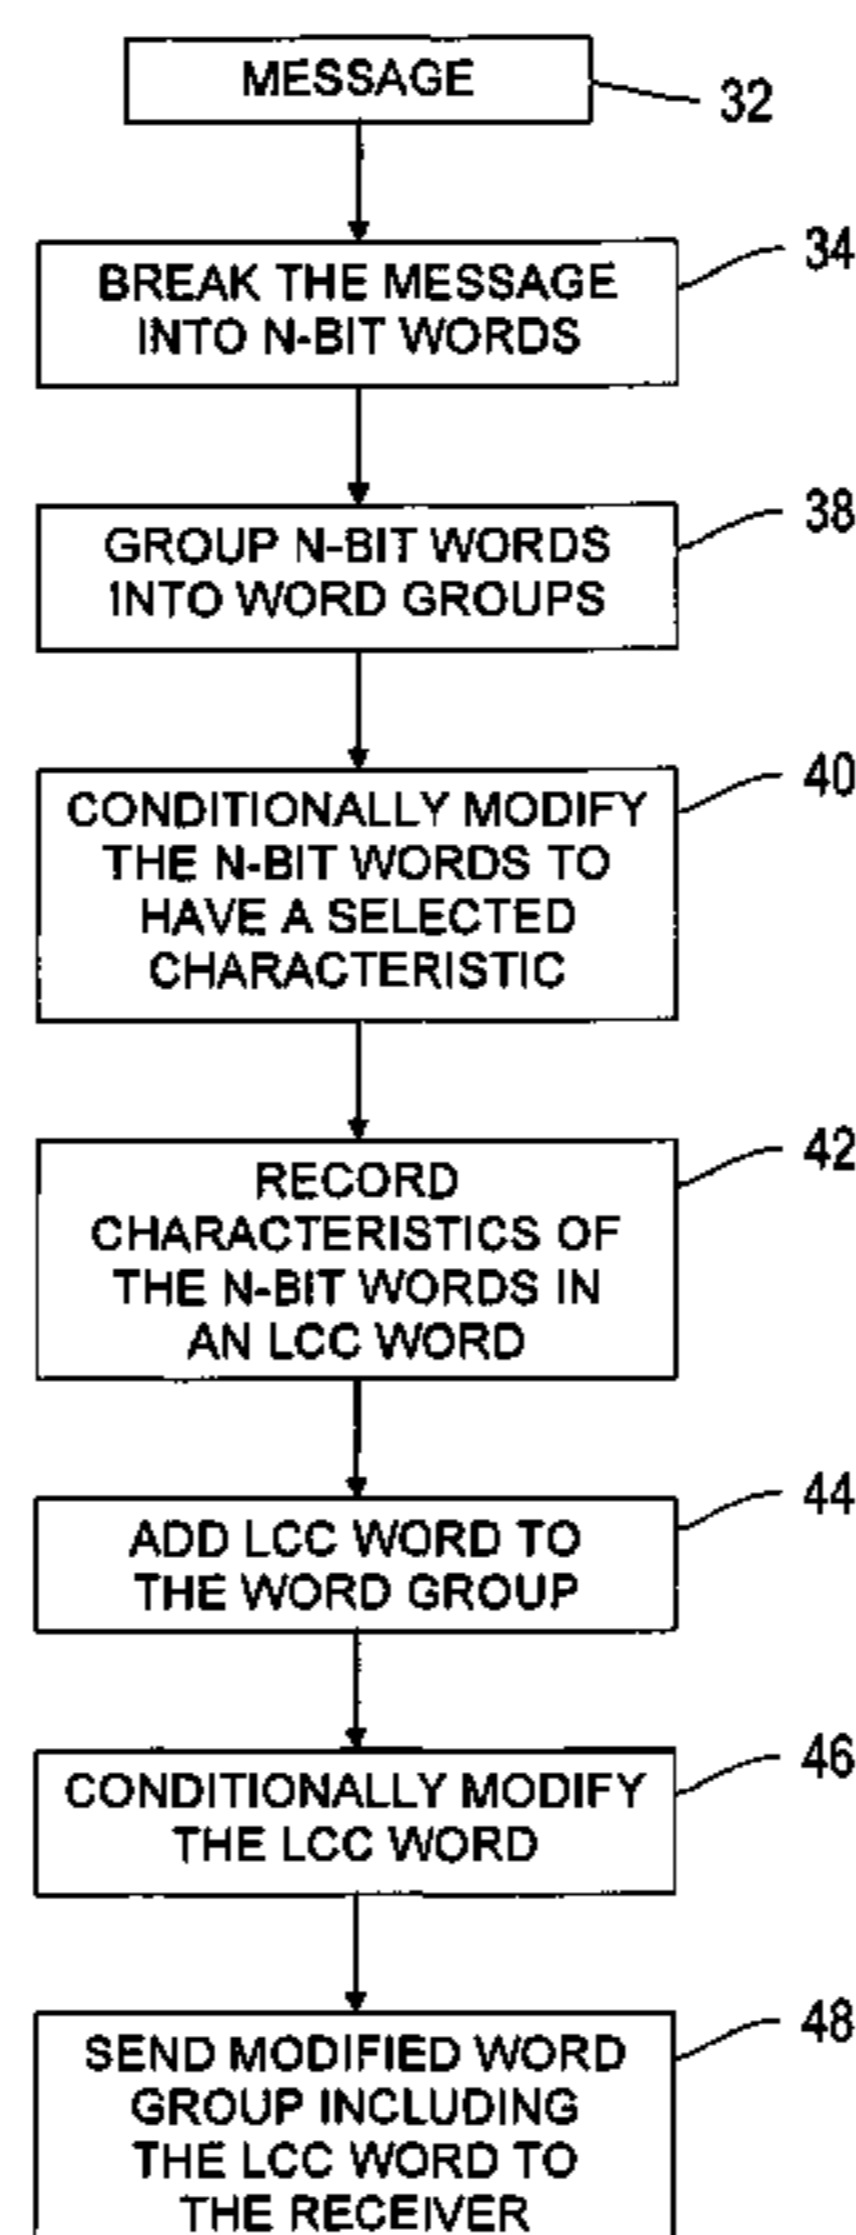 MESSAGE
32
BREAK THE MESSAGE
INTO N-BIT WORDS
34
GROUP N-BIT WORDS
INTO WORD GROUPS
38
CONDITIONALLY MODIFY
THE N-BIT WORDS TO
HAVE A SELECTED
CHARACTERISTIC
40
RECORD
CHARACTERISTICS OF
THE N-BIT WORDS IN
AN LCC WORD
42
ADD LCC WORD TO
THE WORD GROUP
44
CONDITIONALLY MODIFY
THE LCC WORD
46
SEND MODIFIED WORD
GROUP INCLUDING
THE LCC WORD TO
THE RECEIVER
48